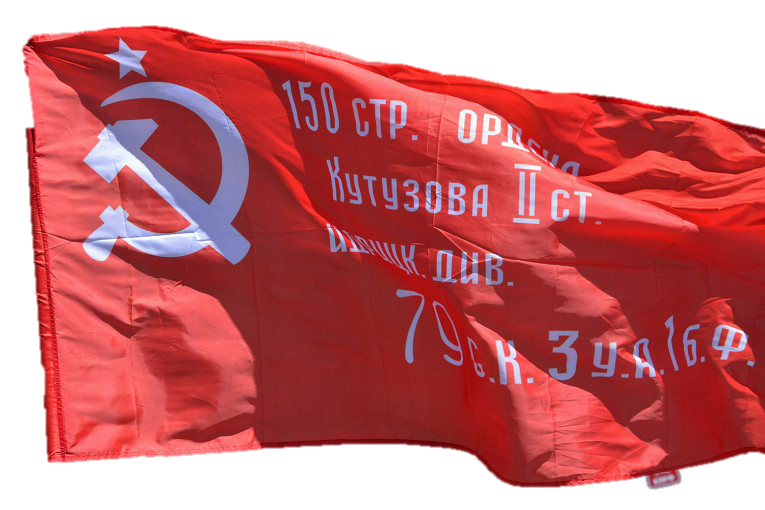 150 СТР. ОРДЕНА
КУТУЗОВА II СТ.
ИДРИЦК. ДИВ.
79 С.К. 3 У.А. 1 Б. Ф.